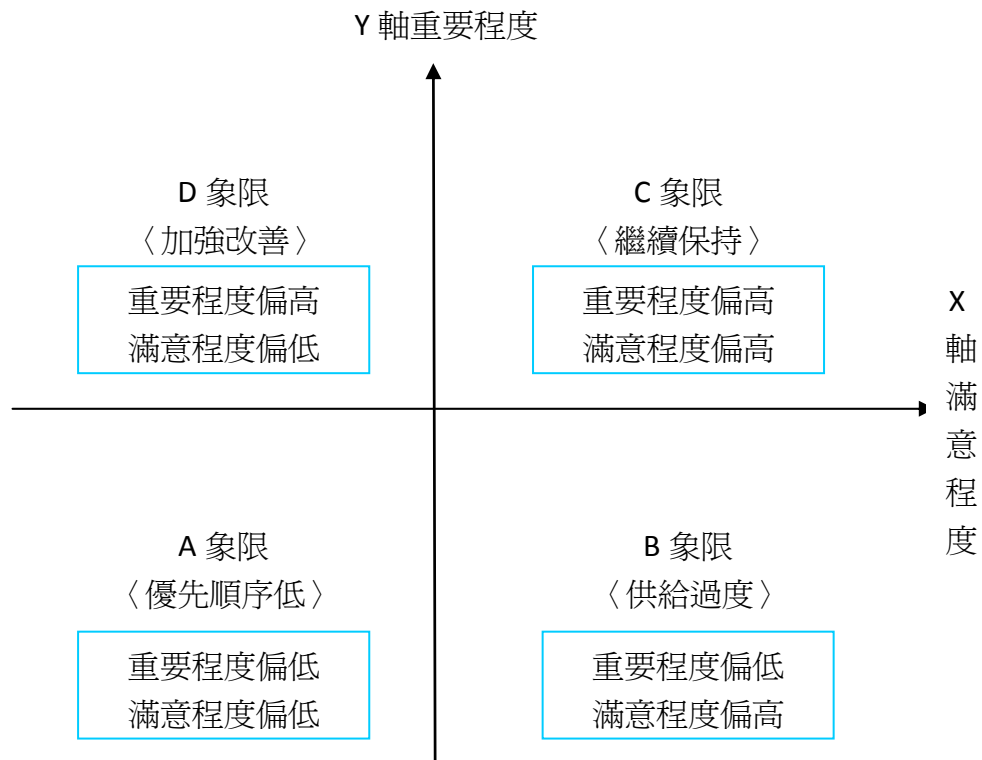 Y 軸重要程度
D 象限
〈加強改善〉
重要程度偏高
滿意程度偏低
C 象限
〈繼續保持〉
重要程度偏高
滿意程度偏高
X
軸
滿
意
程
度
A 象限
〈優先順序低〉
重要程度偏低
滿意程度偏低
B 象限
〈供給過度〉
重要程度偏低
滿意程度偏高